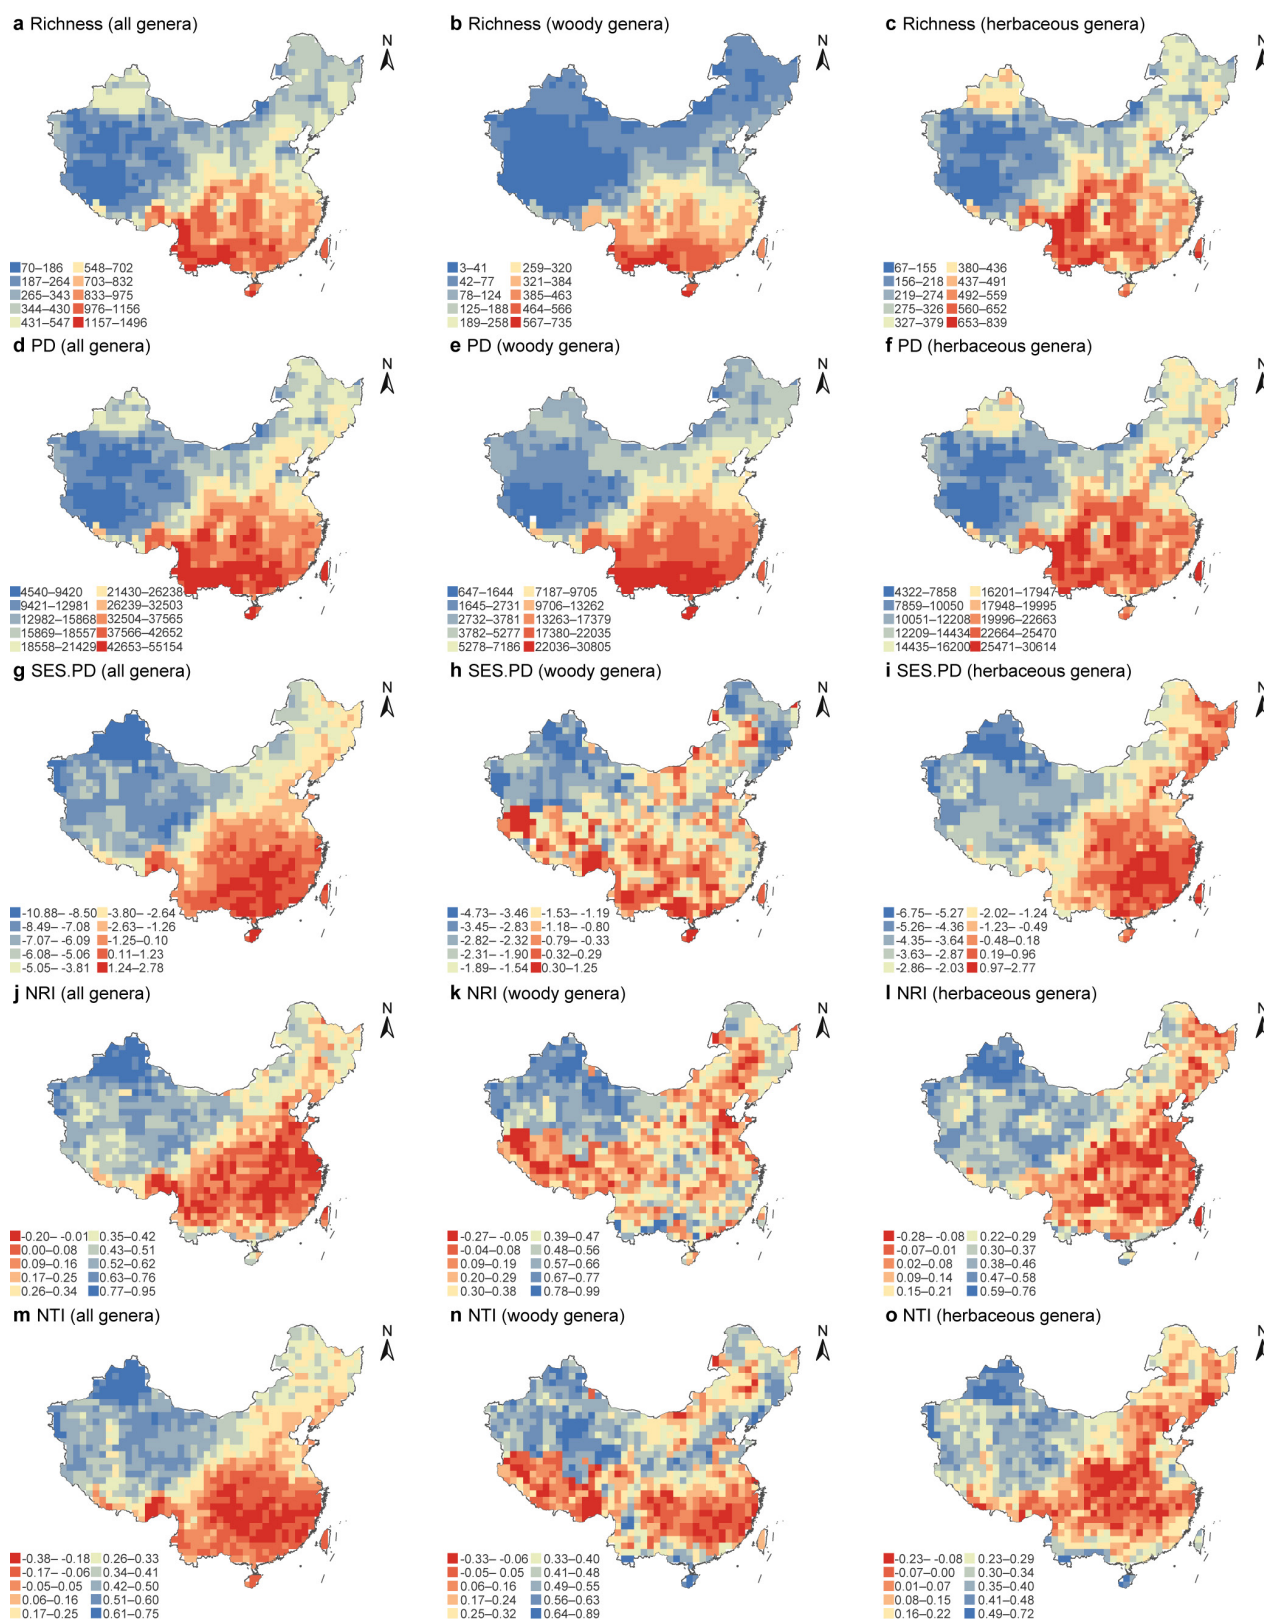 a Richness (all genera)
N
70–186 548–702
187–264 703–832
265–343 833–975
344–430 976–1156
431–547 1157–1496
b Richness (woody genera)
N
3–41 259–320
42–77 321–384
78–124 385–463
125–188 464–566
189–258 567–735
c Richness (herbaceous genera)
N
67–155 380–436
156–218 437–491
219–274 492–559
275–326 560–652
327–379 653–839
d PD (all genera)
N
4540–9420 21430–26238
9421–12981 26239–32503
12982–15868 32504–37565
15869–18557 37566–42652
18558–21429 42653–55154
e PD (woody genera)
N
647–1644 7187–9705
1645–2731 9706–13262
2732–3781 13263–17379
3782–5277 17380–22035
5278–7186 22036–30805
f PD (herbaceous genera)
N
4322–7858 16201–17947
7859–10050 17948–19995
10051–12208 19996–22663
12209–14434 22664–25470
14435–16200 25471–30614
g SES.PD (all genera)
N
-10.88– -8.50 -3.80– -2.64
-8.49– -7.08 -2.63– -1.26
-7.07– -6.09 -1.25–0.10
-6.08– -5.06 0.11–1.23
-5.05– -3.81 1.24–2.78
h SES.PD (woody genera)
N
-4.73– -3.46 -1.53– -1.19
-3.45– -2.83 -1.18– -0.80
-2.82– -2.32 -0.79– -0.33
-2.31– -1.90 -0.32–0.29
-1.89– -1.54 0.30–1.25
i SES.PD (herbaceous genera)
N
-6.75– -5.27 -2.02– -1.24
-5.26– -4.36 -1.23–-0.49
-4.35– -3.64 -0.48–0.18
-3.63– -2.87 0.19–0.96
-2.86– -2.03 0.97–2.77
j NRI (all genera)
N
-0.20– -0.01 0.35–0.42
0.00–0.08 0.43–0.51
0.09–0.16 0.52–0.62
0.17–0.25 0.63–0.76
0.26–0.34 0.77–0.95
k NRI (woody genera)
N
-0.27– -0.05 0.39–0.47
-0.04–0.08 0.48–0.56
0.09–0.19 0.57–0.66
0.20–0.29 0.67–0.77
0.30–0.38 0.78–0.99
l NRI (herbaceous genera)
N
-0.28– -0.08 0.22–0.29
-0.07–0.01 0.30–0.37
0.02–0.08 0.38–0.46
0.09–0.14 0.47–0.58
0.15–0.21 0.59–0.76
m NTI (all genera)
N
-0.38– -0.18 0.26–0.33
-0.17– -0.06 0.34–0.41
-0.05–0.05 0.42–0.50
0.06–0.16 0.51–0.60
0.17–0.25 0.61–0.75
n NTI (woody genera)
N
-0.33– -0.06 0.33–0.40
-0.05– 0.05 0.41–0.48
0.06–0.16 0.49–0.55
0.17–0.24 0.56–0.63
0.25–0.32 0.64–0.89
o NTI (herbaceous genera)
N
-0.23– -0.08 0.23–0.29
-0.07–0.00 0.30–0.34
0.01–0.07 0.35–0.40
0.08–0.15 0.41–0.48
0.16–0.22 0.49–0.72